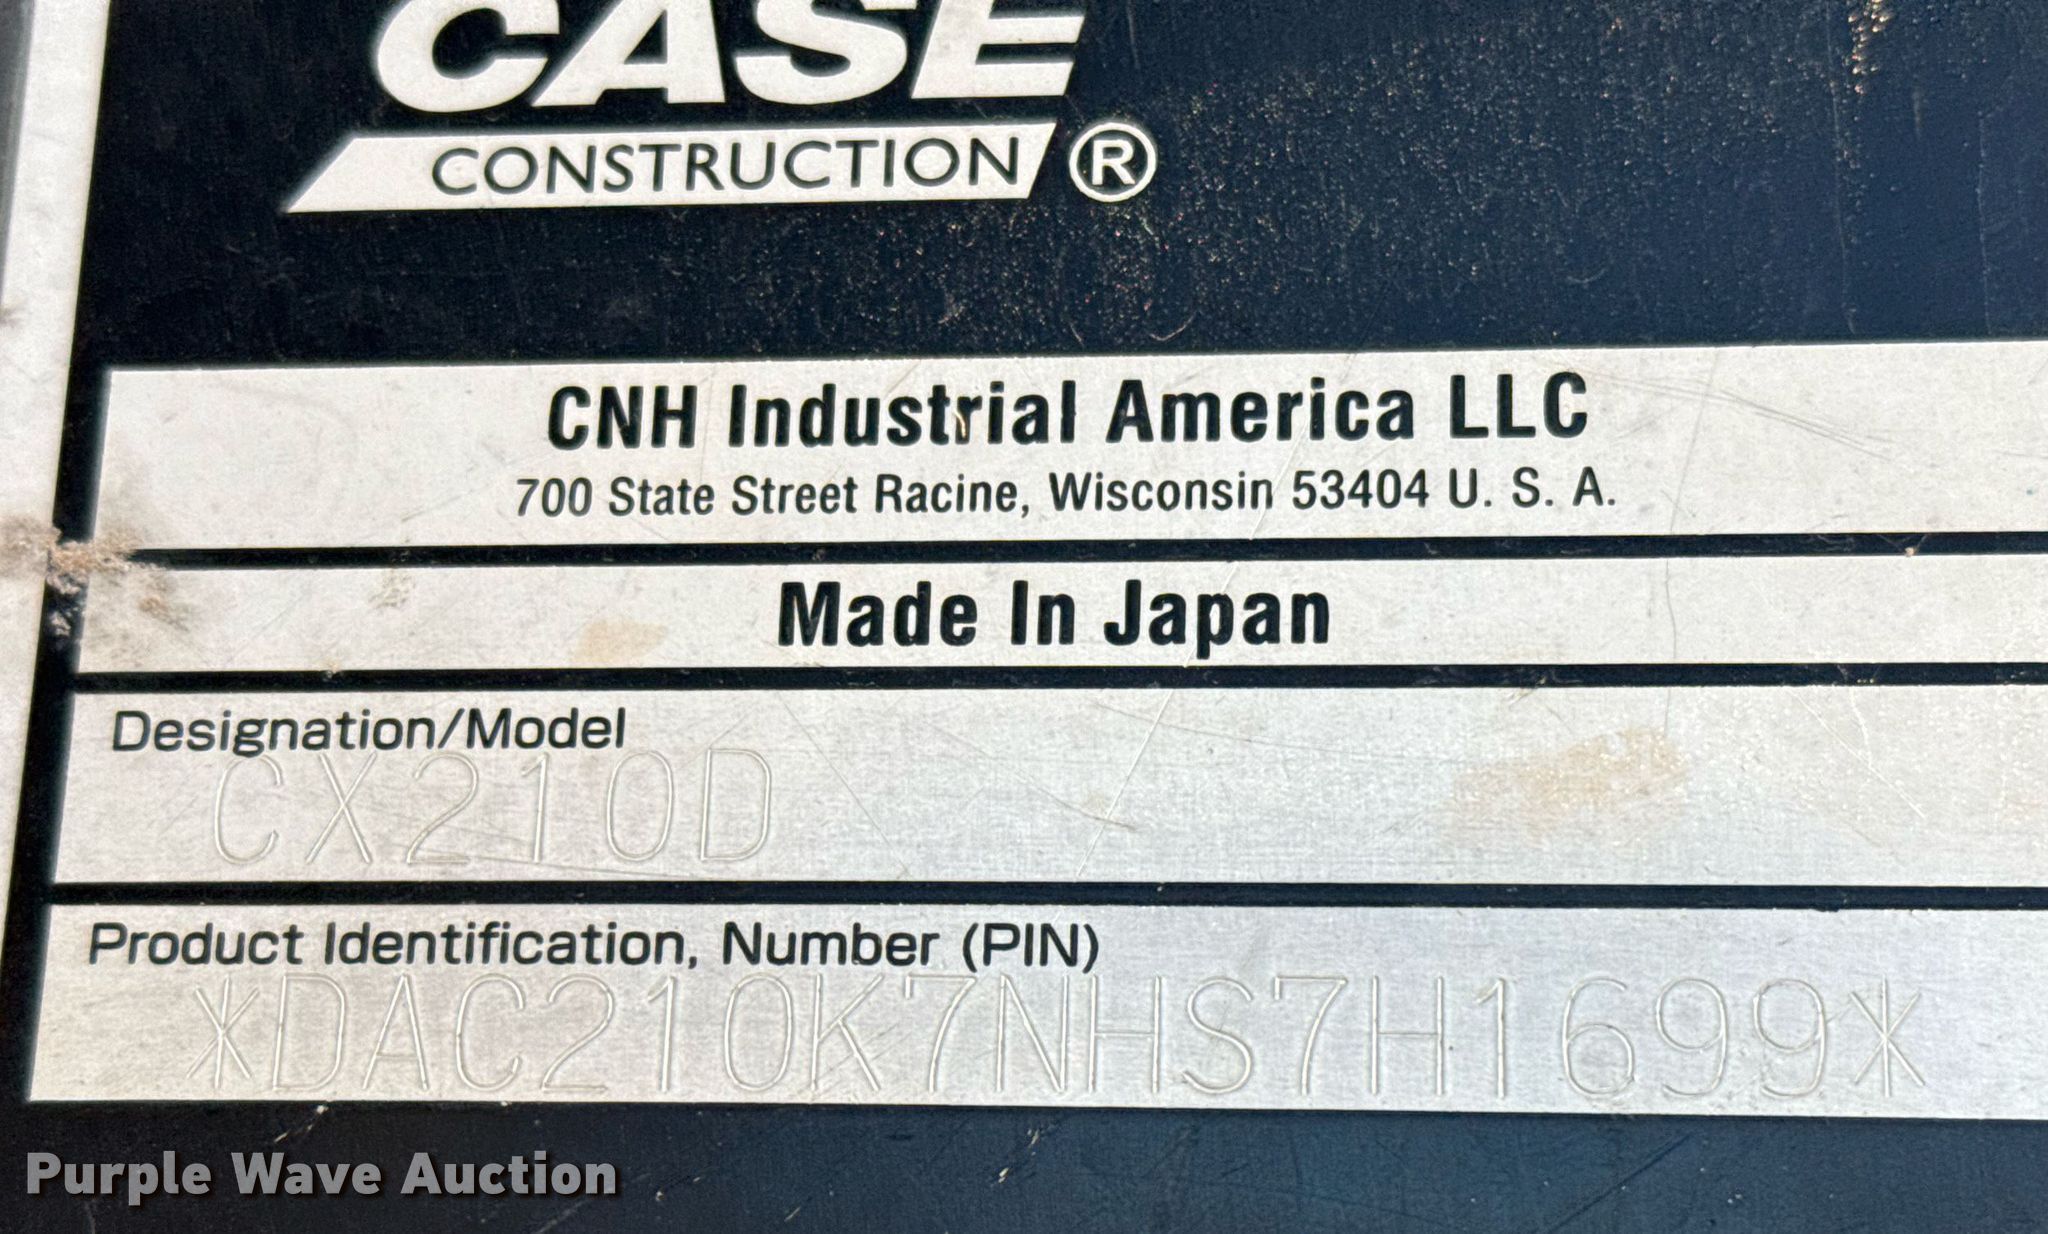 CASE
CONSTRUCTION ®
CNH Industrial America LLC
700 State Street Racine, Wisconsin 53404 U. S. A.
Made In Japan
Designation/Model
CX210D
Product Identification, Number (PIN)
*DAC210K7NHS7H1699*
Purple Wave Auction